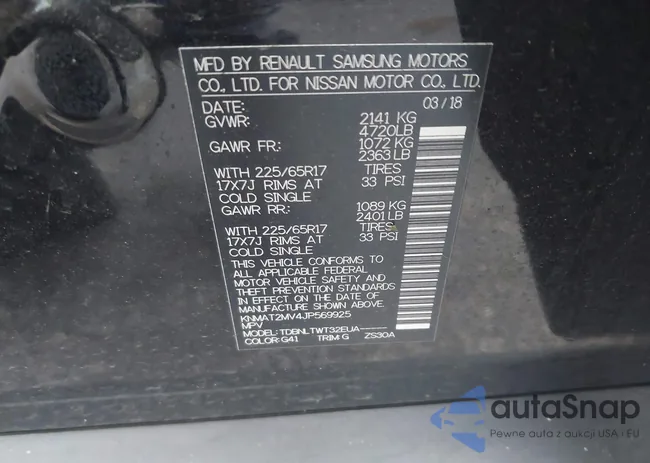 MFD BY RENAULT SAMSUNG MOTORS
CO., LTD. FOR NISSAN MOTOR CO., LTD.
DATE: 03/18
GVWR: 2141 KG
4720LB
GAWR FR: 1072 KG
2363 LB
WITH 225/65R17 TIRES
17X7J RIMS AT 33 PSI
COLD SINGLE
GAWR RR: 1089 KG
2401 LB
WITH 225/65R17 TIRES
17X7J RIMS AT 33 PSI
COLD SINGLE
THIS VEHICLE CONFORMS TO
ALL APPLICABLE FEDERAL
MOTOR VEHICLE SAFETY AND
THEFT PREVENTION STANDARDS
IN EFFECT ON THE DATE OF
MANUFACTURE SHOWN ABOVE.
KNMAT2MV4JP569925
MPV
MODEL: TDBNLTWT32EUA-----
COLOR: G41 TRIM: G ZS30A
autaSnap
Pewne auta z aukcji USA i EU